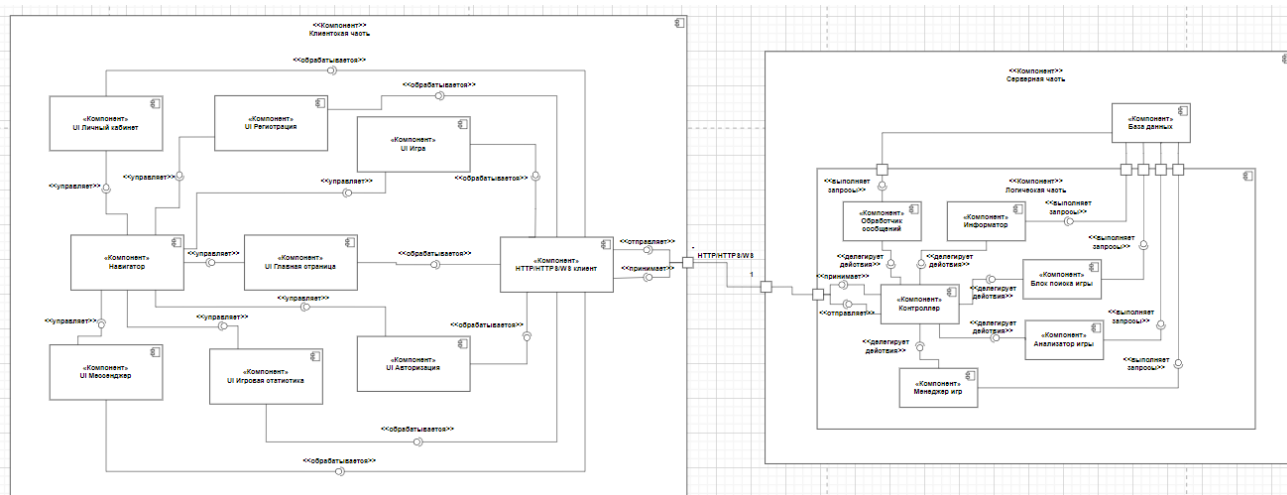 <<Компонент>>
Клиентская часть
<<обрабатывается>>
<<обрабатывается>>
«Компонент»
UI Личный кабинет
«Компонент»
UI Регистрация
«Компонент»
UI Игра
<<управляет>>
<<управляет>>
<<управляет>>
<<обрабатывается>>
«Компонент»
Навигатор
<<управляет>>
«Компонент»
UI Главная страница
<<обрабатывается>>
«Компонент»
HTTP/HTTPS/WS клиент
<<отправляет>>
<<принимает>>
<<управляет>>
<<управляет>>
<<управляет>>
<<обрабатывается>>
«Компонент»
UI Мессенджер
«Компонент»
UI Игровая статистика
«Компонент»
UI Авторизация
<<обрабатывается>>
<<обрабатывается>>
*
HTTP/HTTPS/WS
1
<<Компонент>>
Серверная часть
«Компонент»
База данных
<<Компонент>>
Логическая часть
<<выполняет
запросы>>
<<выполняет
запросы>>
«Компонент»
Обработчик
сообщений
«Компонент»
Информатор
<<выполняет
запросы>>
<<делегирует
действия>>
<<делегирует
действия>>
<<принимает>>
<<отправляет>>
«Компонент»
Контроллер
<<делегирует
действия>>
«Компонент»
Блок поиска игры
<<делегирует
действия>>
«Компонент»
Анализатор игры
<<выполняет
запросы>>
<<делегирует
действия>>
<<выполняет
запросы>>
«Компонент»
Менеджер игр